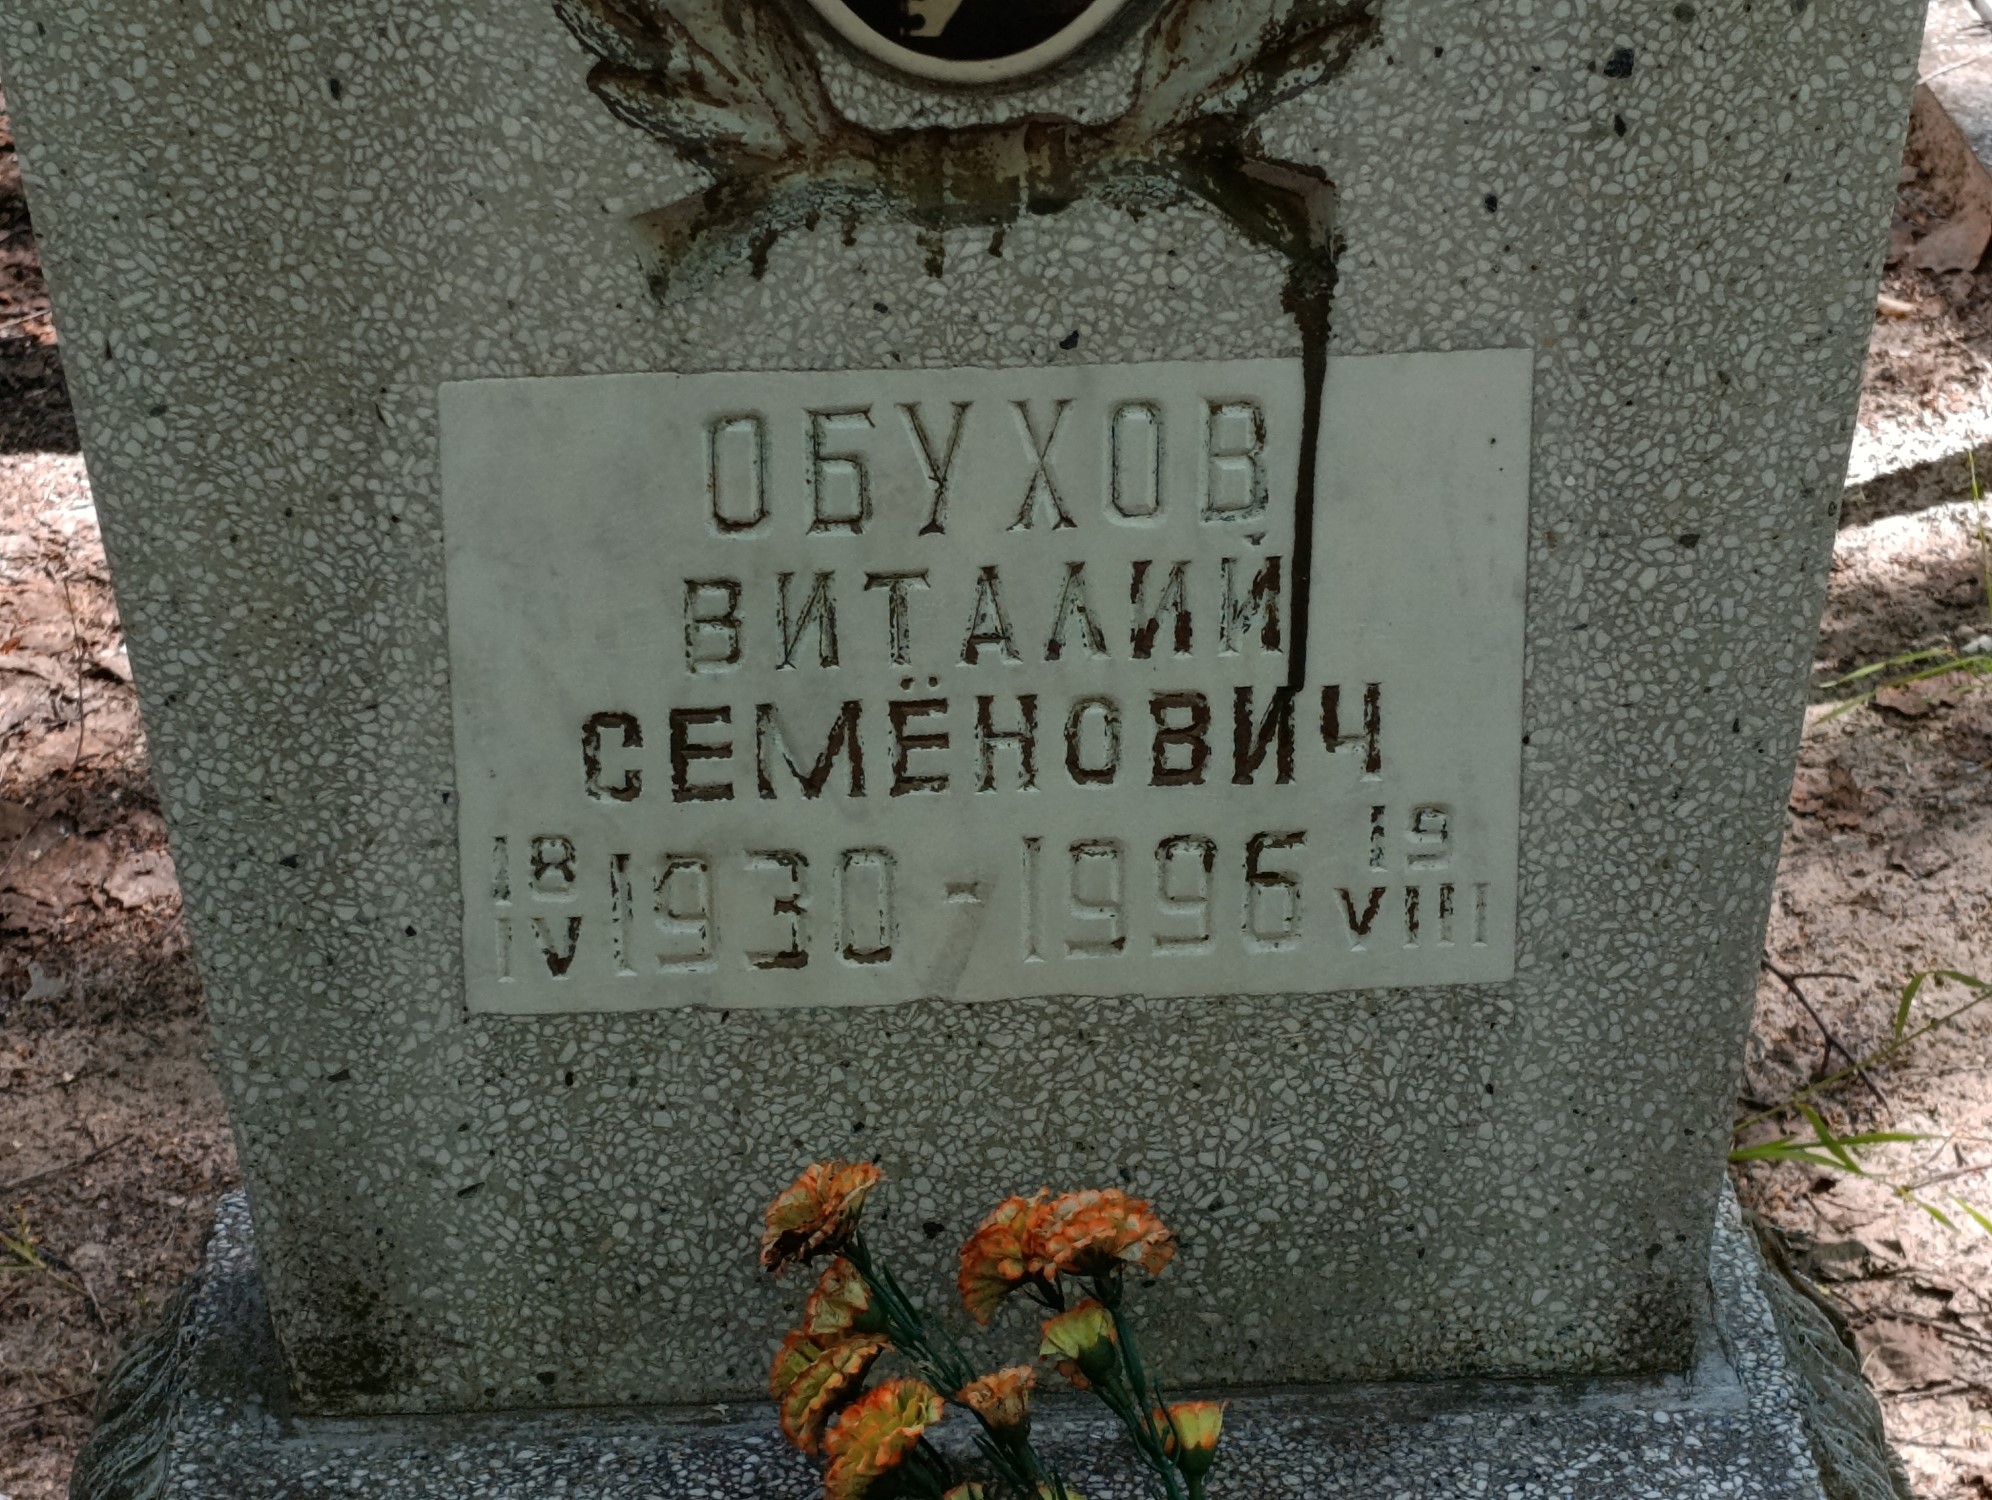 ОБУХОВ
ВИТАЛИЙ
СЕМЁНОВИЧ
18 IV 1930 - 1996 19 VIII